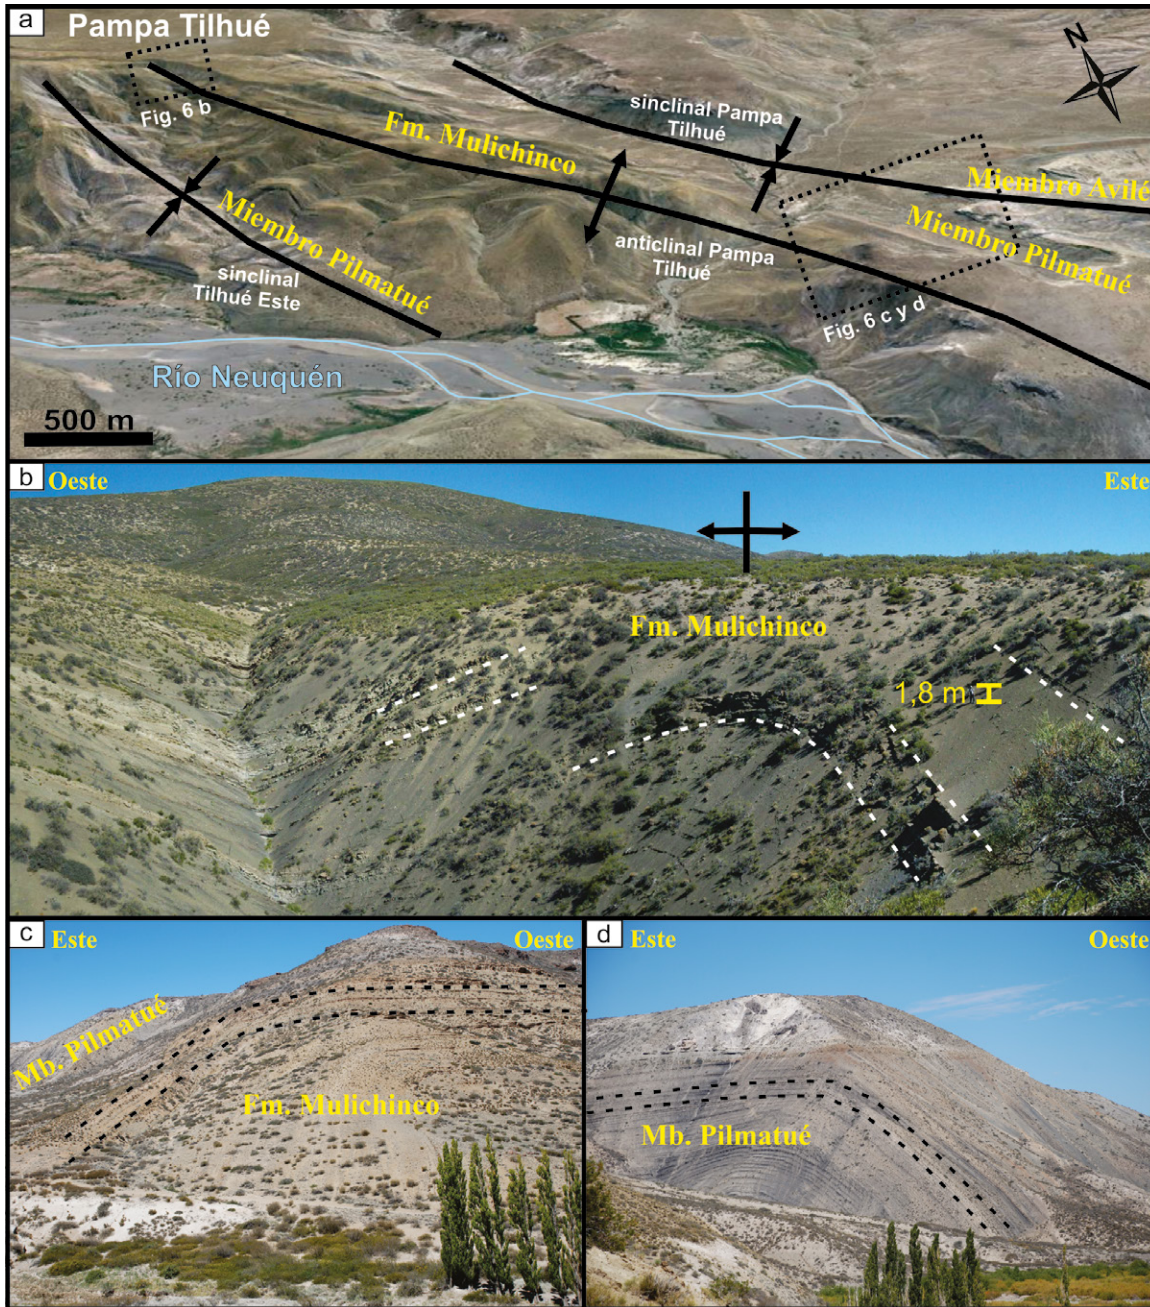 a
Pampa Tilhué
N
Fig. 6 b
sinclinal Pampa
Tilhué
Fm. Mulichinco
Miembro Avilé
Miembro Pilmatué
Miembro Pilmatué
anticlinal Pampa
Tilhué
sinclinal
Tilhué Este
Fig. 6 c y d
Río Neuquén
500 m
b
Oeste
Este
Fm. Mulichinco
1,8 m
c
Este
Oeste
Mb. Pilmatué
Fm. Mulichinco
d
Este
Oeste
Mb. Pilmatué